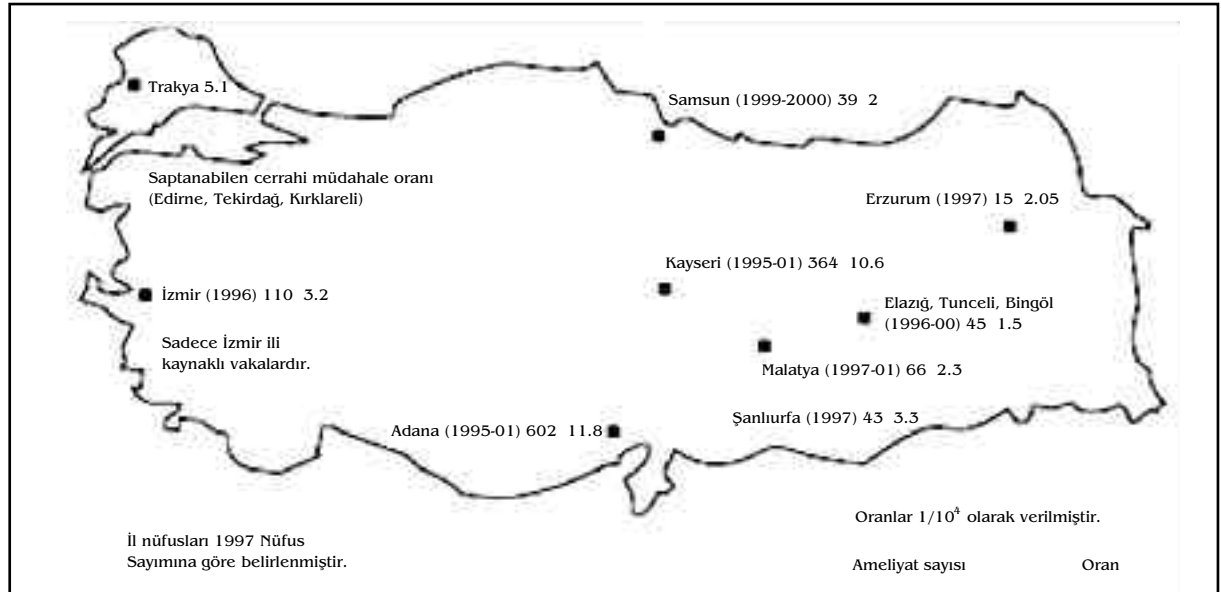 Trakya 5.1
Samsun (1999-2000) 39 2
Saptanabilen cerrahi müdahale oranı
(Edirne, Tekirdağ, Kırklareli)
Erzurum (1997) 15 2.05
Kayseri (1995-01) 364 10.6
İzmir (1996) 110 3.2
Elazığ, Tunceli, Bingöl
(1996-00) 45 1.5
Sadece İzmir ili
kaynaklı vakalardır.
Malatya (1997-01) 66 2.3
Şanlıurfa (1997) 43 3.3
Adana (1995-01) 602 11.8
Oranlar 1/10⁴ olarak verilmiştir.
İl nüfusları 1997 Nüfus
Sayımına göre belirlenmiştir.
Ameliyat sayısı Oran